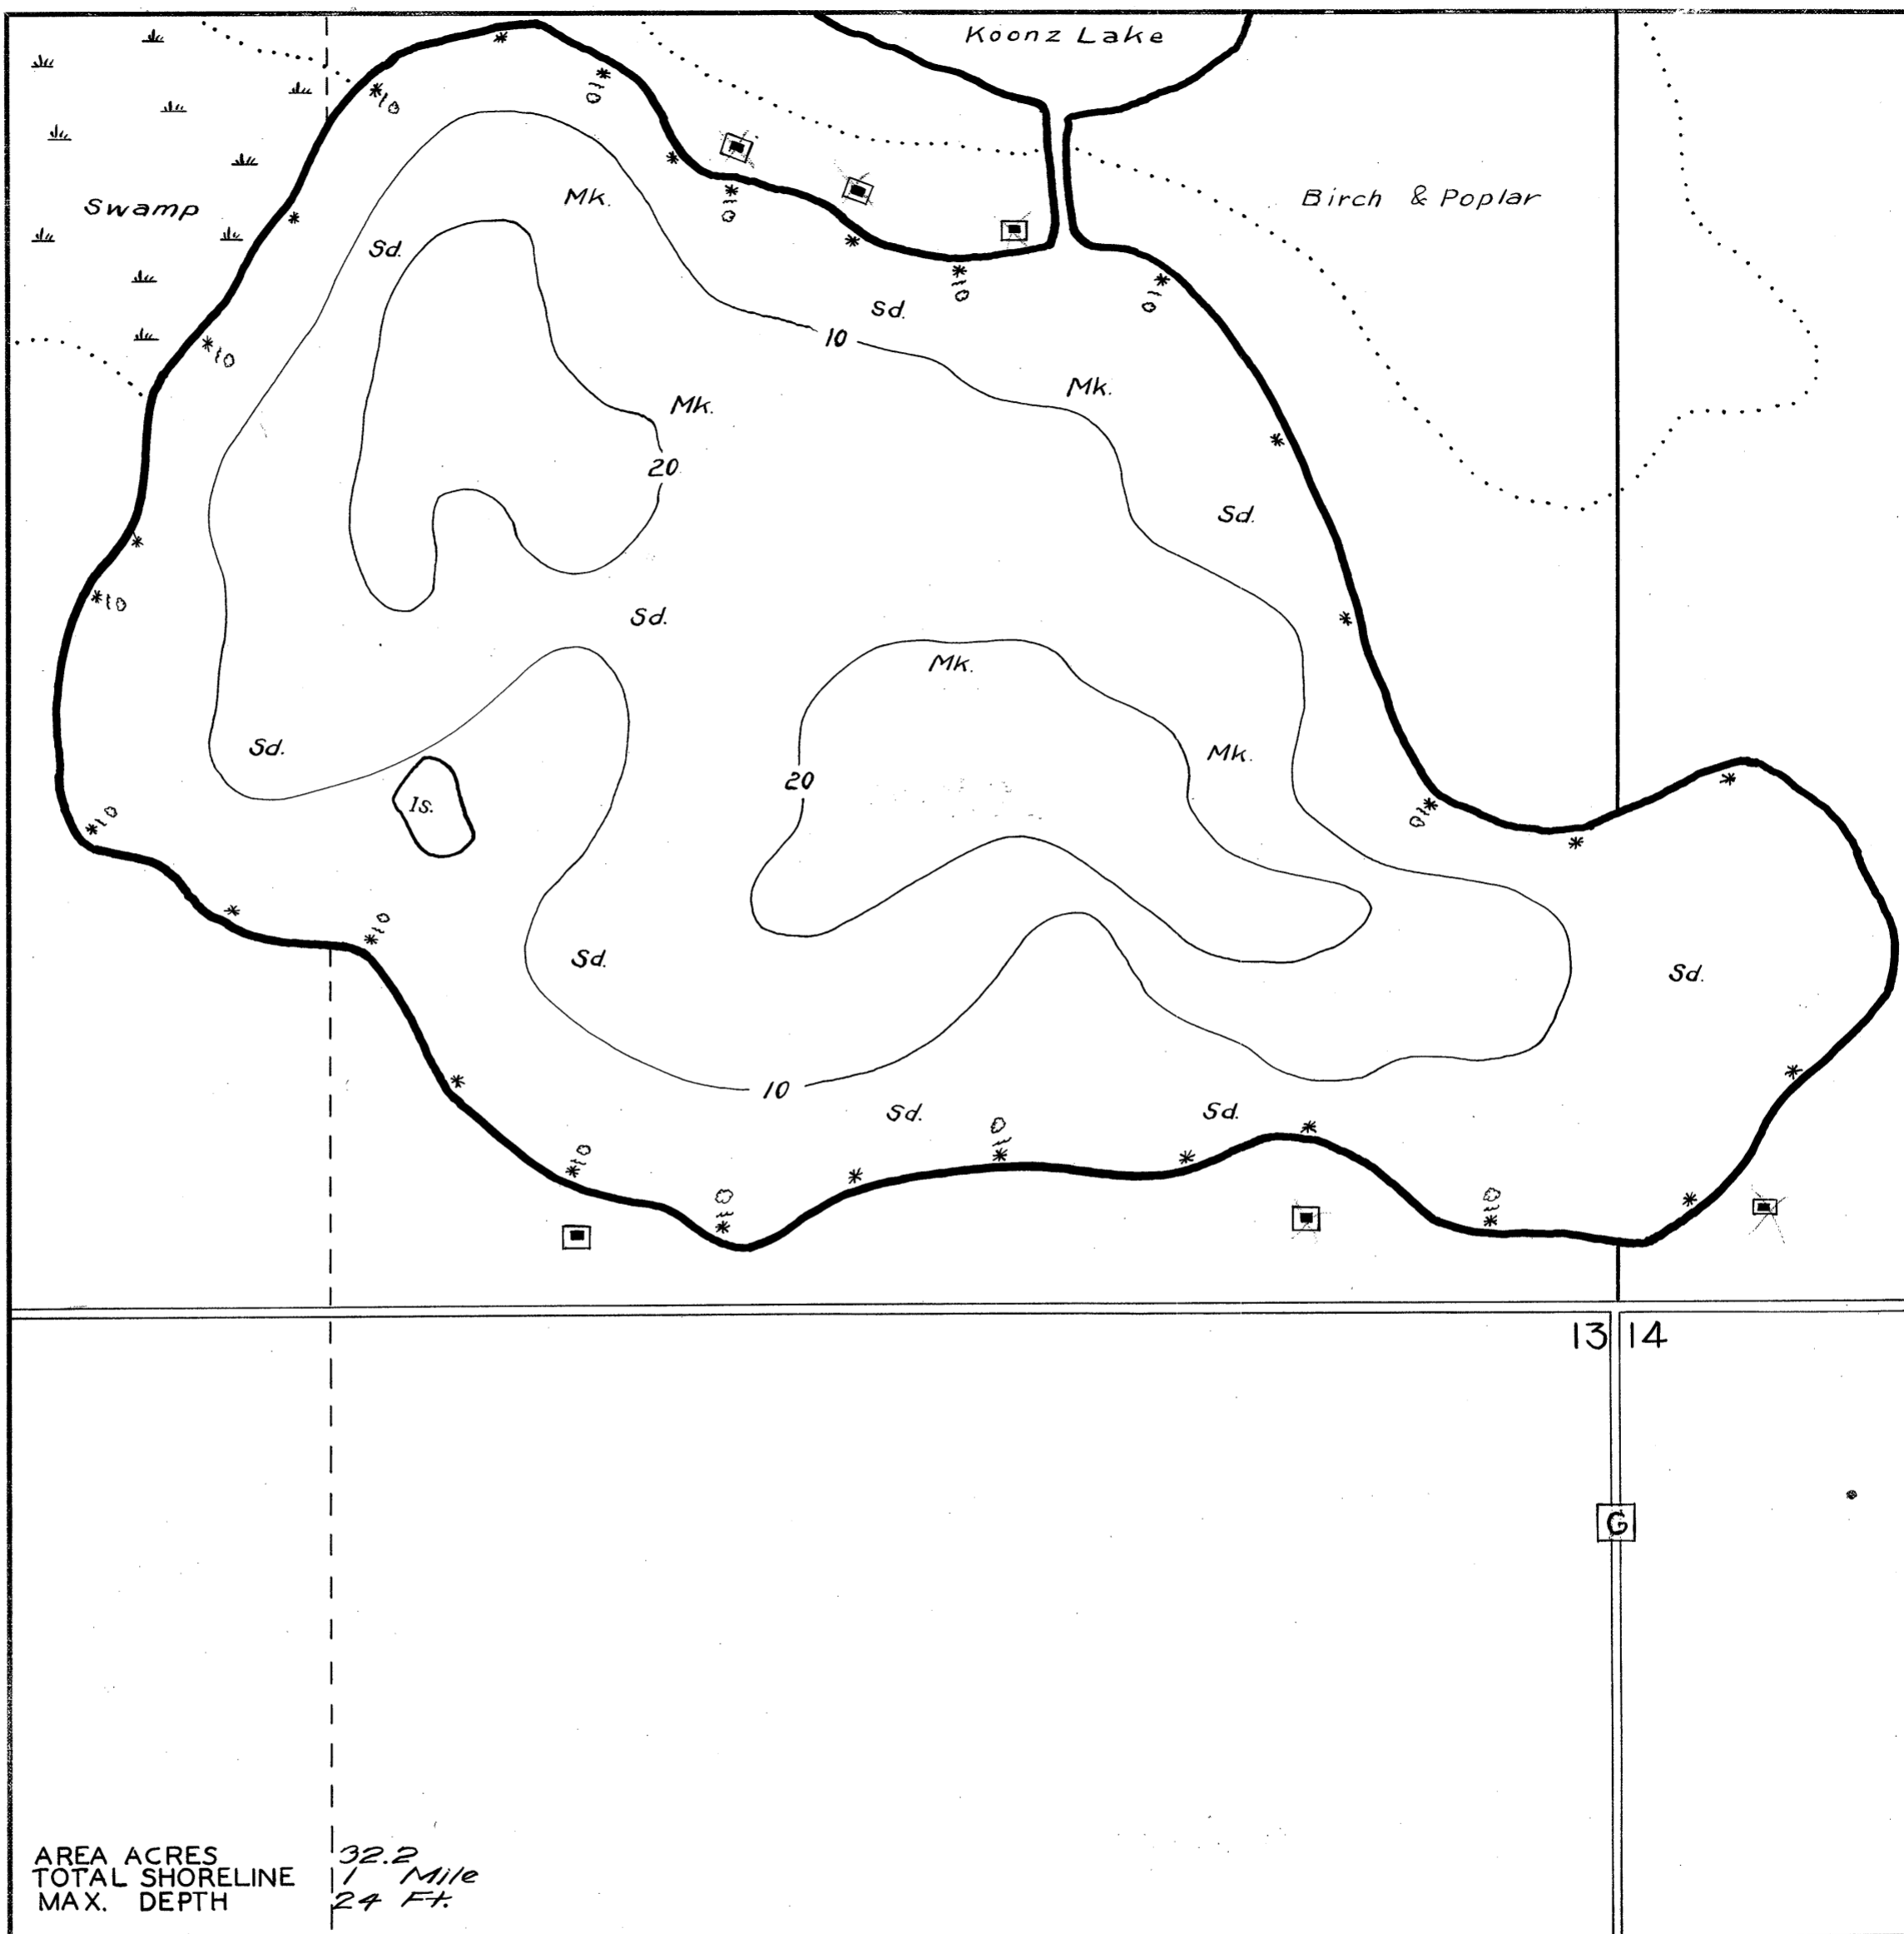 Koonz Lake
Swamp
Birch & Poplar
Mk.
Sd.
Sd.
10
Mk.
Mk.
20
Sd.
Sd.
Mk.
Sd.
Mk.
20
Is.
Sd.
Sd.
10
Sd.
Sd.
13 14
G
AREA ACRES 32.2
TOTAL SHORELINE 1 Mile
MAX. DEPTH 24 Ft.